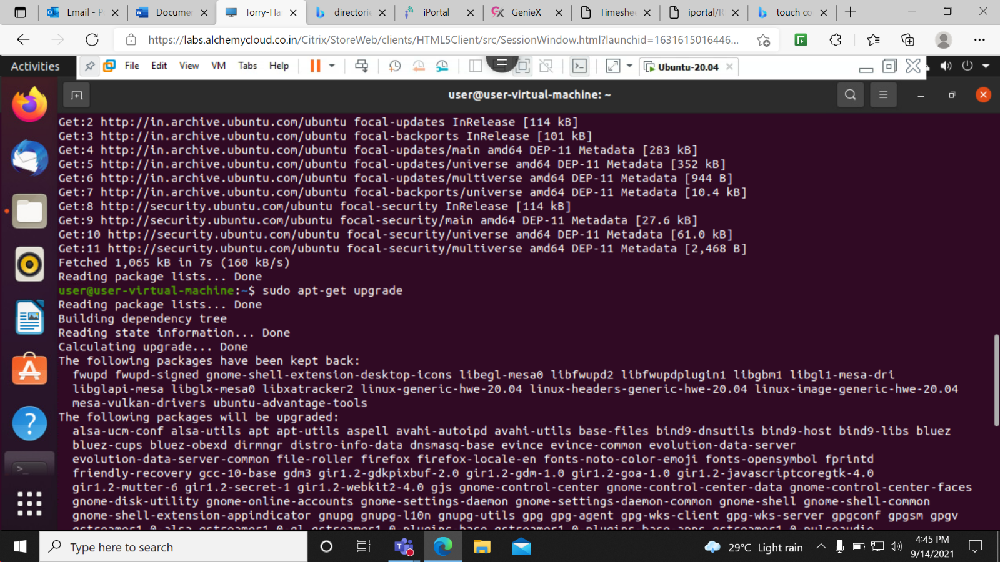 Email - P
Documen
Torry-Har
directorie
iPortal
GenieX
Timeshee
iportal/R
touch co
https://labs.alchemycloud.co.in/Citrix/StoreWeb/clients/HTML5Client/src/SessionWindow.html?launchid=1631615016446...
Activities
File Edit View VM Tabs Help
Ubuntu-20.04
user@user-virtual-machine: ~
Get:2 http://in.archive.ubuntu.com/ubuntu focal-updates InRelease [114 kB]
Get:3 http://in.archive.ubuntu.com/ubuntu focal-backports InRelease [101 kB]
Get:4 http://in.archive.ubuntu.com/ubuntu focal-updates/main amd64 DEP-11 Metadata [283 kB]
Get:5 http://in.archive.ubuntu.com/ubuntu focal-updates/universe amd64 DEP-11 Metadata [352 kB]
Get:6 http://in.archive.ubuntu.com/ubuntu focal-updates/multiverse amd64 DEP-11 Metadata [944 B]
Get:7 http://in.archive.ubuntu.com/ubuntu focal-backports/universe amd64 DEP-11 Metadata [10.4 kB]
Get:8 http://security.ubuntu.com/ubuntu focal-security InRelease [114 kB]
Get:9 http://security.ubuntu.com/ubuntu focal-security/main amd64 DEP-11 Metadata [27.6 kB]
Get:10 http://security.ubuntu.com/ubuntu focal-security/universe amd64 DEP-11 Metadata [61.0 kB]
Get:11 http://security.ubuntu.com/ubuntu focal-security/multiverse amd64 DEP-11 Metadata [2,468 B]
Fetched 1,065 kB in 7s (160 kB/s)
Reading package lists... Done
user@user-virtual-machine:~$ sudo apt-get upgrade
Reading package lists... Done
Building dependency tree
Reading state information... Done
Calculating upgrade... Done
The following packages have been kept back:
fwupd fwupd-signed gnome-shell-extension-desktop-icons libegl-mesa0 libfwupd2 libfwupdplugin1 libgbm1 libgl1-mesa-dri
libglapi-mesa libglx-mesa0 libxatracker2 linux-generic-hwe-20.04 linux-headers-generic-hwe-20.04 linux-image-generic-hwe-20.04
mesa-vulkan-drivers ubuntu-advantage-tools
The following packages will be upgraded:
alsa-ucm-conf alsa-utils apt apt-utils aspell avahi-autoipd avahi-utils base-files bind9-dnsutils bind9-host bind9-libs bluez
bluez-cups bluez-obexd dirmngr distro-info-data dnsmasq-base evince evince-common evolution-data-server
evolution-data-server-common file-roller firefox firefox-locale-en fonts-noto-color-emoji fonts-opensymbol fprintd
friendly-recovery gcc-10-base gdm3 gir1.2-gdkpixbuf-2.0 gir1.2-gdm-1.0 gir1.2-goa-1.0 gir1.2-javascriptcoregtk-4.0
gir1.2-mutter-6 gir1.2-secret-1 gir1.2-webkit2-4.0 gjs gnome-control-center gnome-control-center-data gnome-control-center-faces
gnome-disk-utility gnome-online-accounts gnome-settings-daemon gnome-settings-daemon-common gnome-shell gnome-shell-common
gnome-shell-extension-appindicator gnupg gnupg-l10n gnupg-utils gpg gpg-agent gpg-wks-client gpg-wks-server gpgconf gpgsm gpgv
Type here to search
29°C Light rain
4:45 PM
9/14/2021